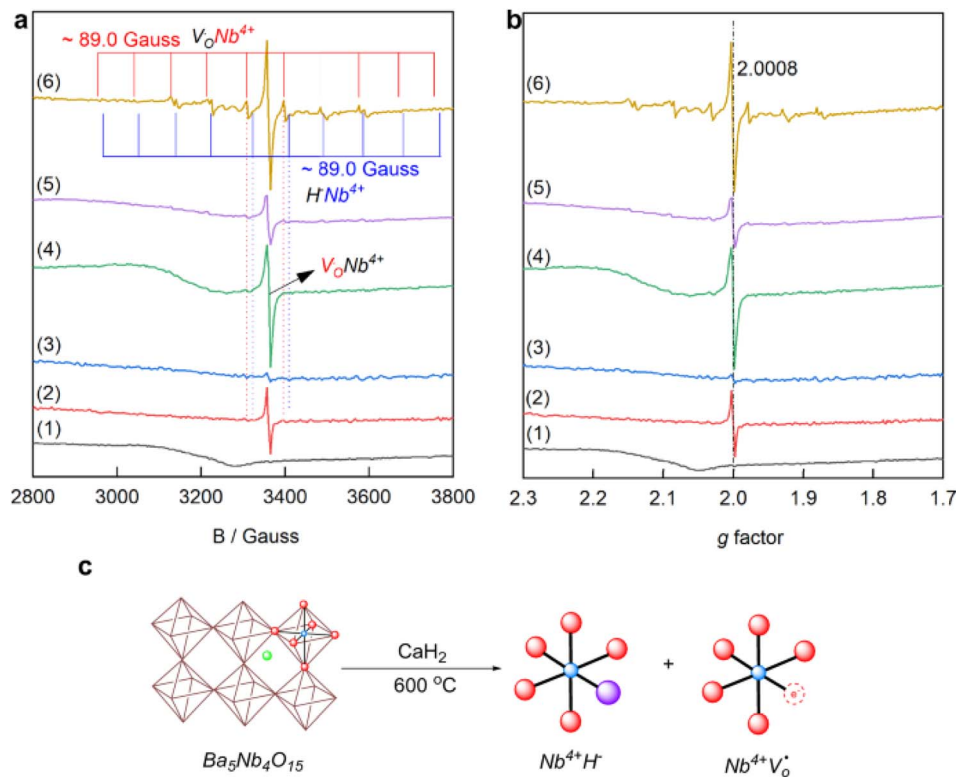 a
~ 89.0 Gauss V·ONb4+
(6)
~ 89.0 Gauss
H-Nb4+
(5)
(4)
V·ONb4+
(3)
(2)
(1)
2800 3000 3200 3400 3600 3800
B / Gauss
b
2.0008
(6)
(5)
(4)
(3)
(2)
(1)
2.3 2.2 2.1 2.0 1.9 1.8 1.7
g factor
c
CaH2
600 oC
+
e-
Ba5Nb4O15
Nb4+H-
Nb4+Vo•